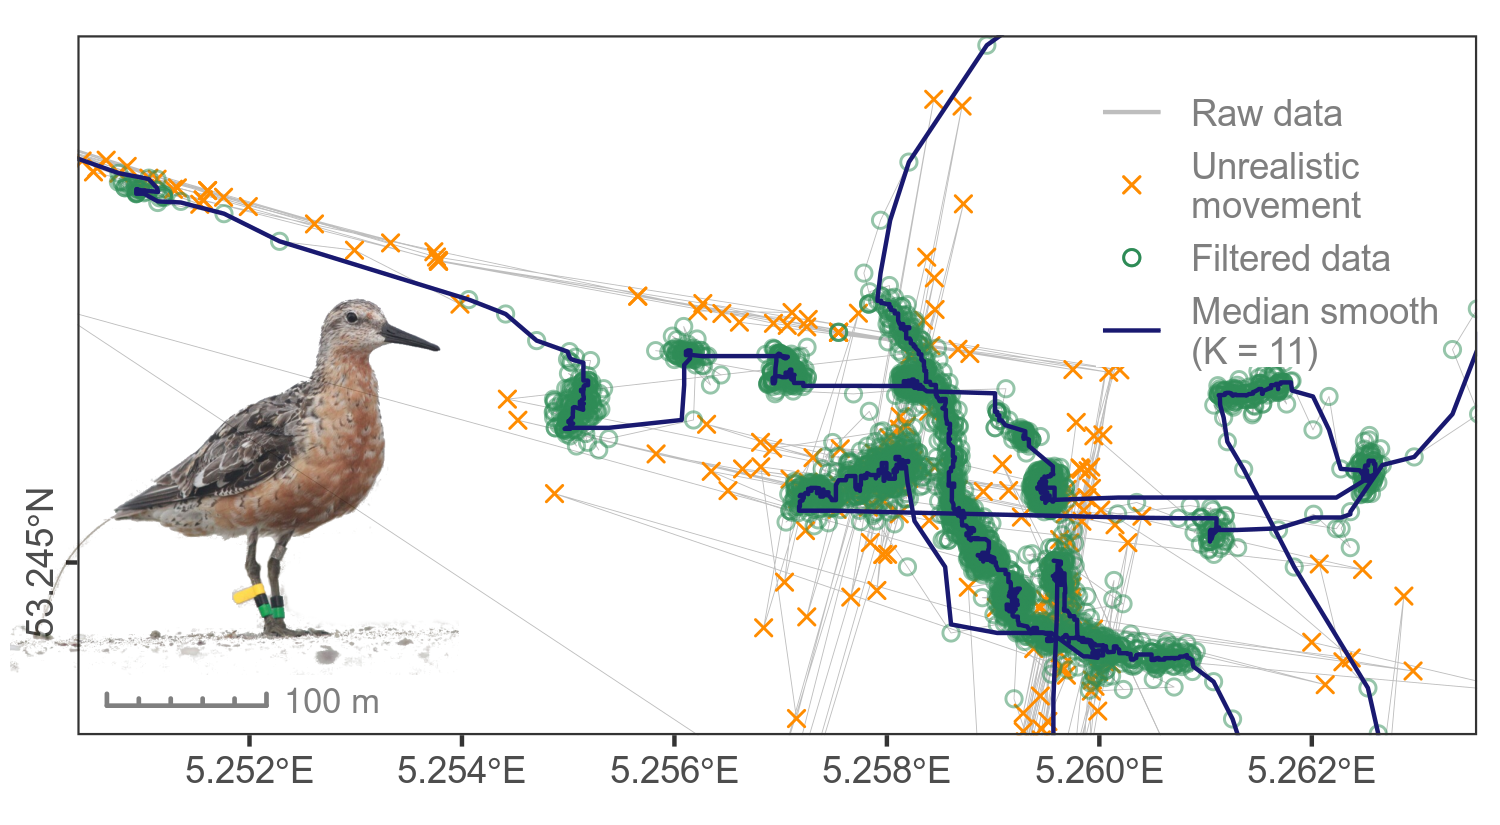 Raw data
Unrealistic
movement
Filtered data
Median smooth
(K = 11)
53.245°N
100 m
5.252°E
5.254°E
5.256°E
5.258°E
5.260°E
5.262°E